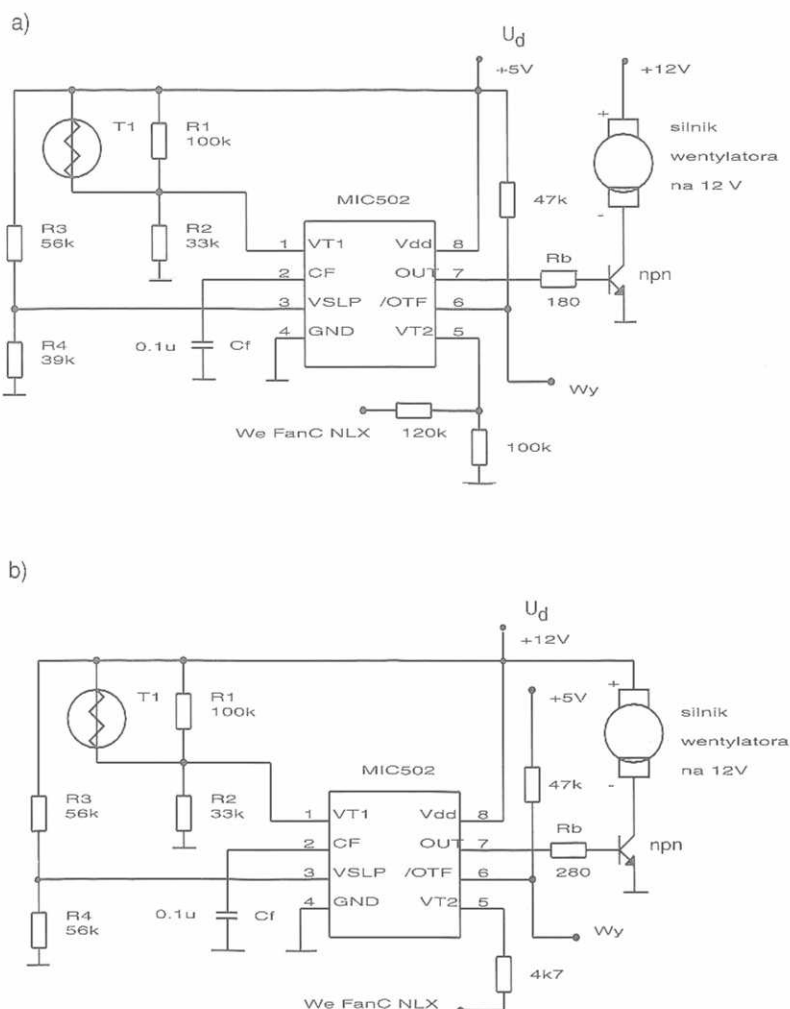 a)
Ud
+5V
+12V
T1
R1
100k
+
silnik
wentylatora
na 12 V
MIC502
47k
-
R3
56k
R2
33k
1 VT1 Vdd 8
2 CF OUT 7
Rb
180
npn
3 VSLP /OTF 6
4 GND VT2 5
R4
39k
0.1u Cf
Wy
We FanC NLX 120k
100k
b)
Ud
+12V
+5V
T1
R1
100k
+
silnik
wentylatora
na 12V
MIC502
47k
-
R3
56k
R2
33k
1 VT1 Vdd 8
2 CF OUT 7
Rb
280
npn
3 VSLP /OTF 6
4 GND VT2 5
R4
56k
0.1u Cf
Wy
4k7
We FanC NLX